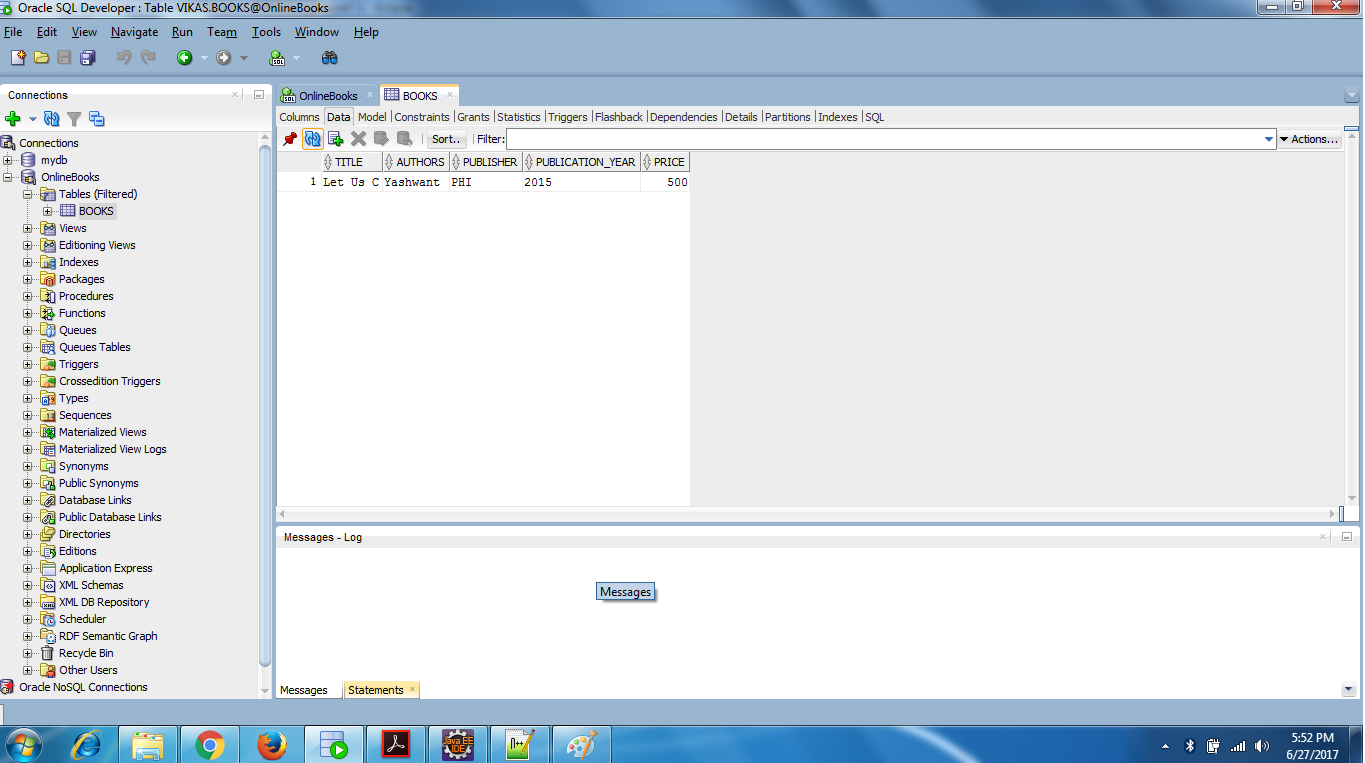 Oracle SQL Developer : Table VIKAS.BOOKS@OnlineBooks
File Edit View Navigate Run Team Tools Window Help
Connections
Connections
mydb
OnlineBooks
Tables (Filtered)
BOOKS
Views
Editioning Views
Indexes
Packages
Procedures
Functions
Queues
Queues Tables
Triggers
Crossedition Triggers
Types
Sequences
Materialized Views
Materialized View Logs
Synonyms
Public Synonyms
Database Links
Public Database Links
Directories
Editions
Application Express
XML Schemas
XML DB Repository
Scheduler
RDF Semantic Graph
Recycle Bin
Other Users
Oracle NoSQL Connections
OnlineBooks BOOKS
Columns Data Model Constraints Grants Statistics Triggers Flashback Dependencies Details Partitions Indexes SQL
Sort.. Filter: Actions...
TITLE AUTHORS PUBLISHER PUBLICATION_YEAR PRICE
1 Let Us C Yashwant PHI 2015 500
Messages - Log
Messages
Messages Statements
Java EE
IDE
5:52 PM
6/27/2017